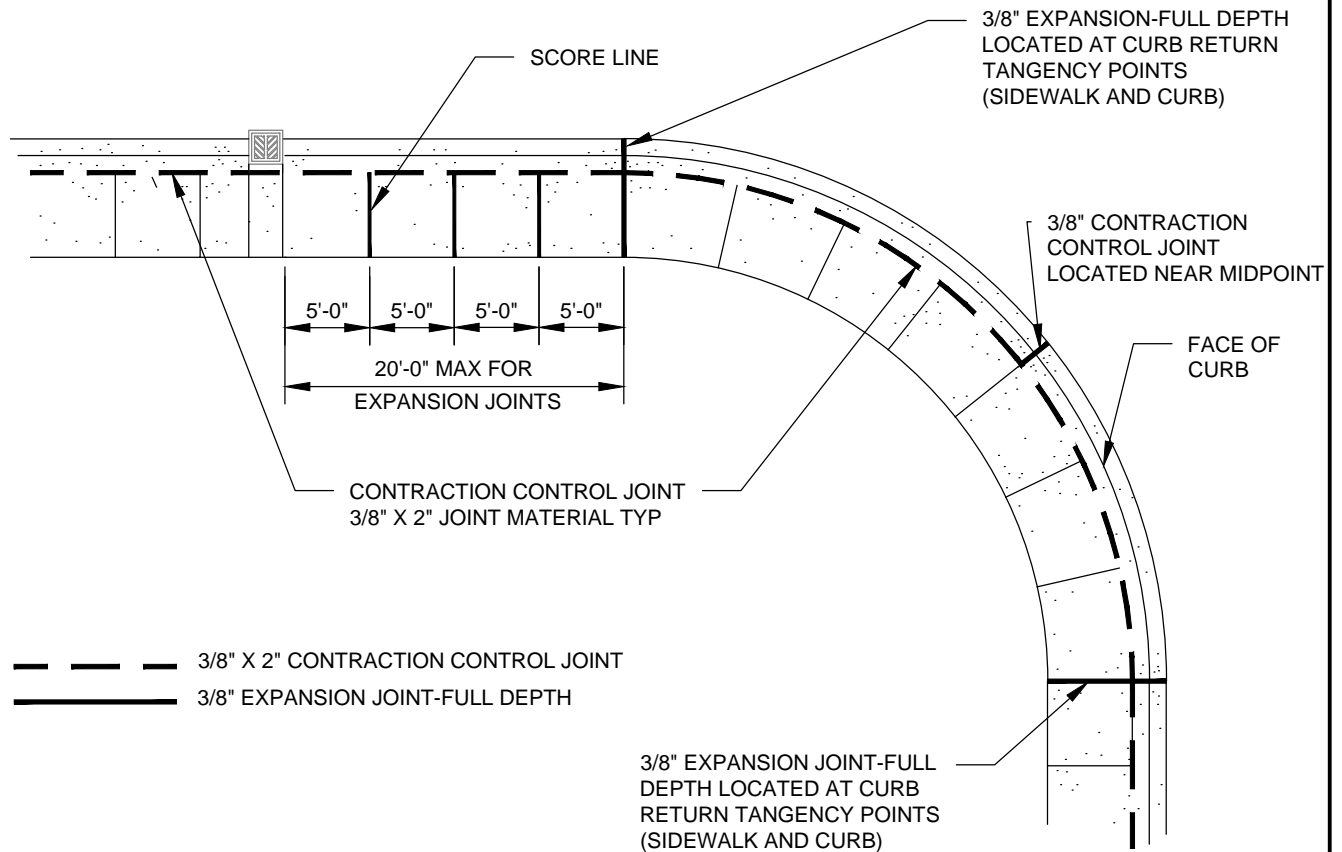 3/8" EXPANSION-FULL DEPTH
LOCATED AT CURB RETURN
TANGENCY POINTS
(SIDEWALK AND CURB)
SCORE LINE
3/8" CONTRACTION
CONTROL JOINT
LOCATED NEAR MIDPOINT
FACE OF
CURB
5'-0" 5'-0" 5'-0" 5'-0"
20'-0" MAX FOR
EXPANSION JOINTS
CONTRACTION CONTROL JOINT
3/8" X 2" JOINT MATERIAL TYP
3/8" X 2" CONTRACTION CONTROL JOINT
3/8" EXPANSION JOINT-FULL DEPTH
3/8" EXPANSION JOINT-FULL
DEPTH LOCATED AT CURB
RETURN TANGENCY POINTS
(SIDEWALK AND CURB)